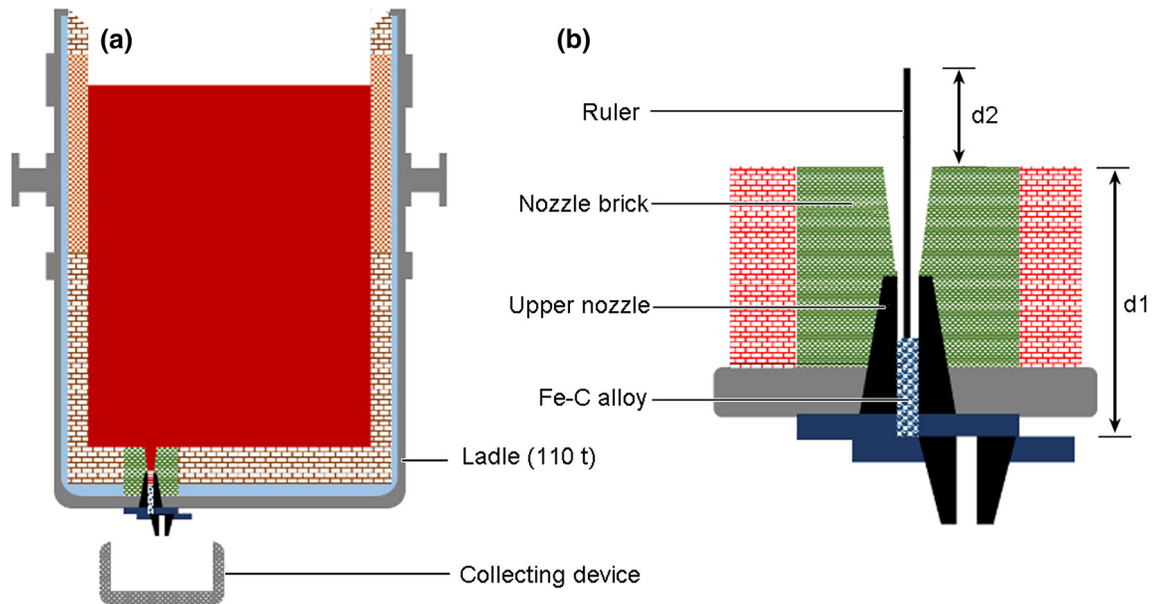 (a)
(b)
Ruler
d2
Nozzle brick
Upper nozzle
d1
Fe-C alloy
Ladle (110 t)
Collecting device